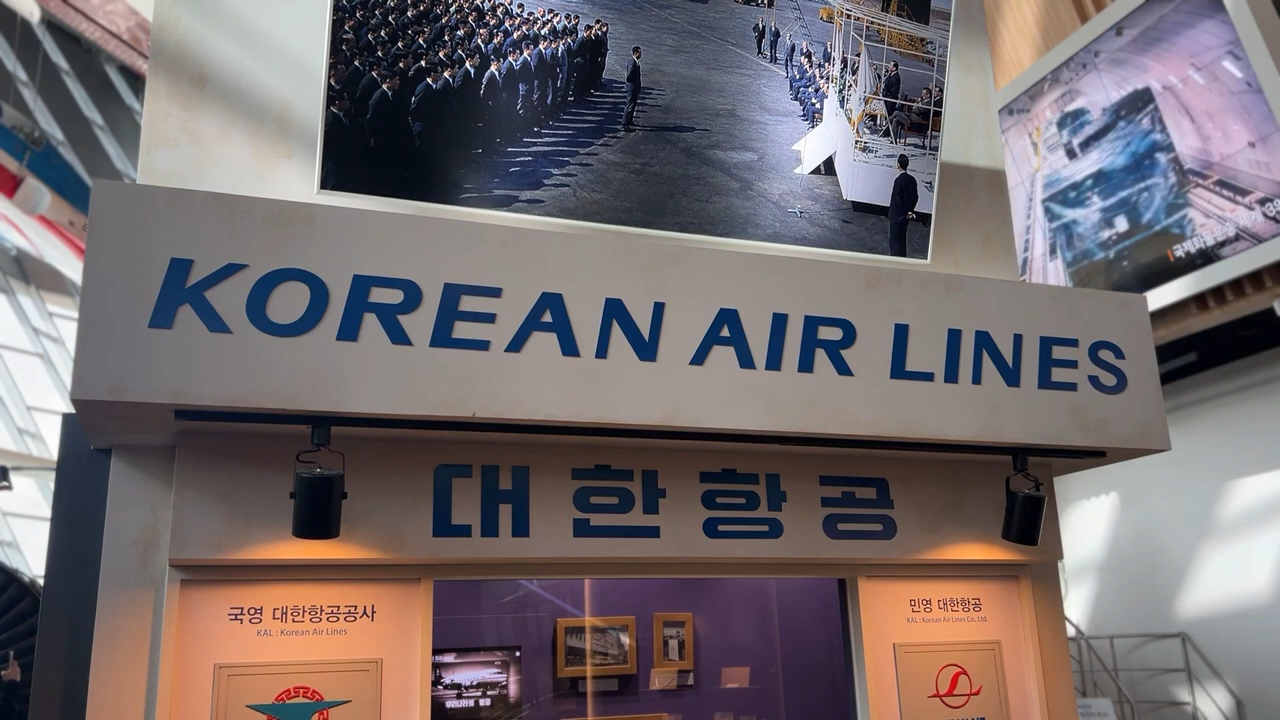 KOREAN AIR LINES
대한항공
국영 대한항공공사
KAL : Korean Air Lines
민영 대한항공
KAL : Korean Air Lines Co., Ltd.